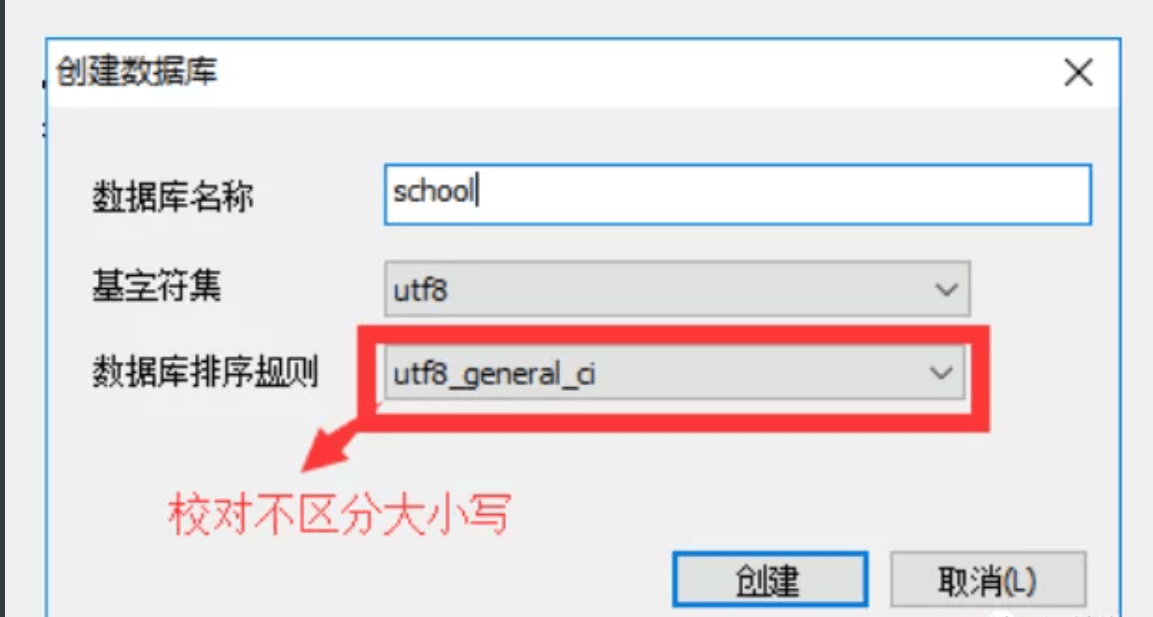 创建数据库
数据库名称 school
基字符集 utf8
数据库排序规则 utf8_general_ci
校对不区分大小写
创建 取消(L)